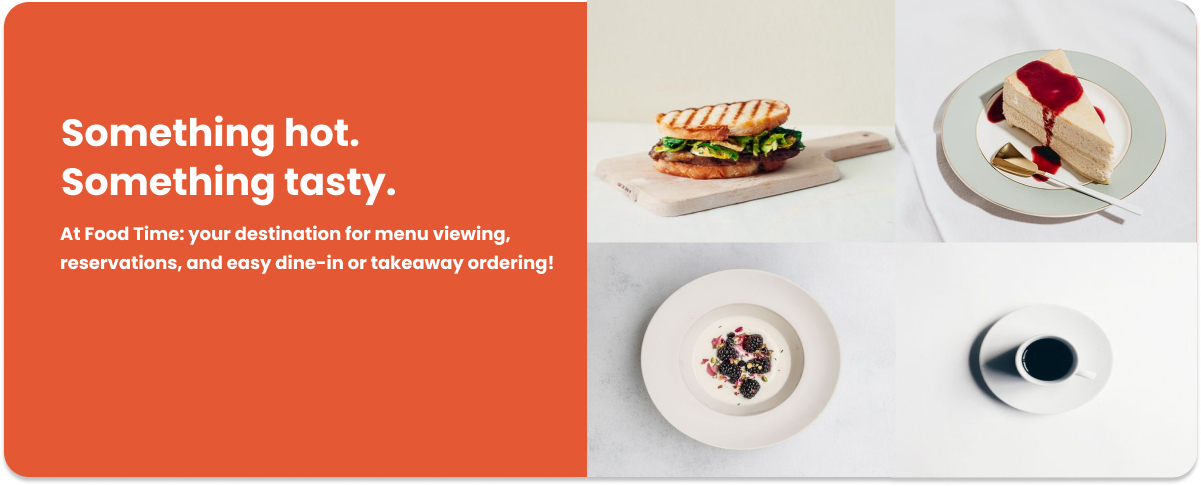 Something hot.
Something tasty.
At Food Time: your destination for menu viewing,
reservations, and easy dine-in or takeaway ordering!